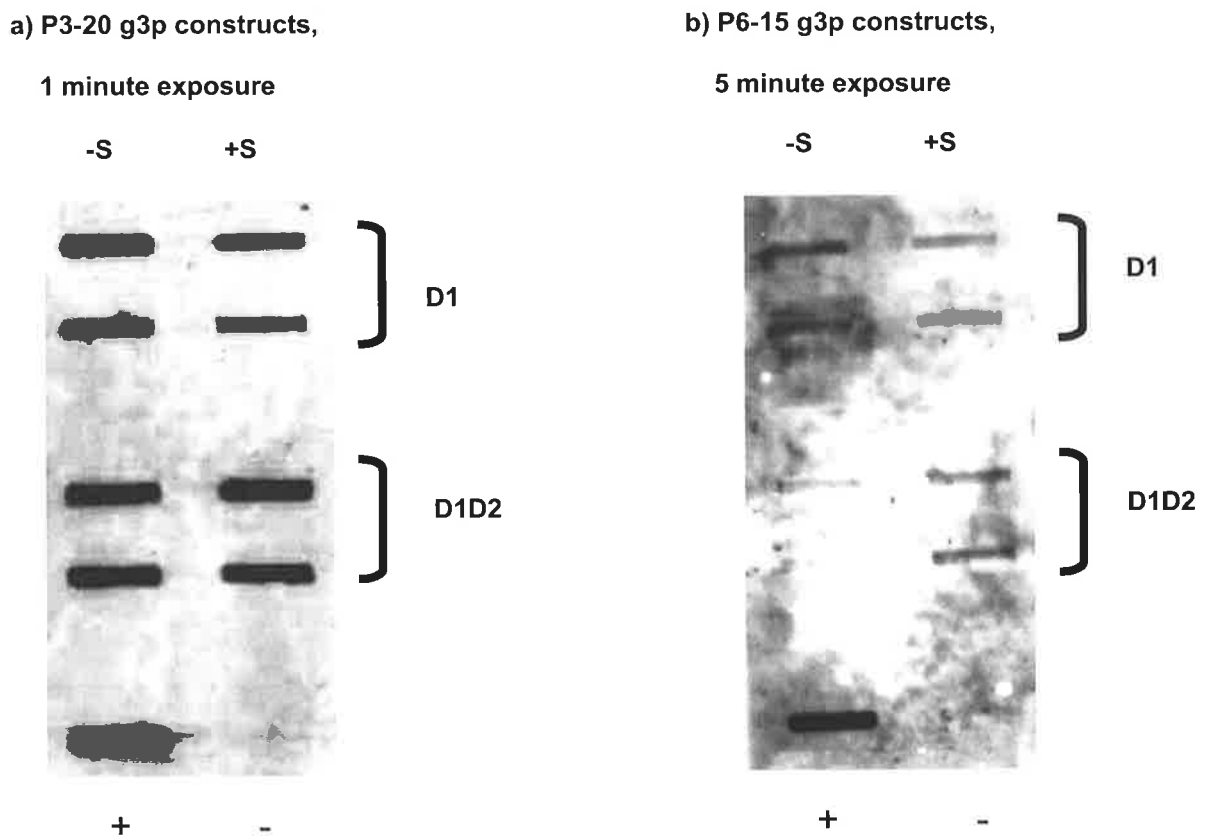 a) P3-20 g3p constructs,
1 minute exposure
-S +S
D1
D1D2
+ -
b) P6-15 g3p constructs,
5 minute exposure
-S +S
D1
D1D2
+ -